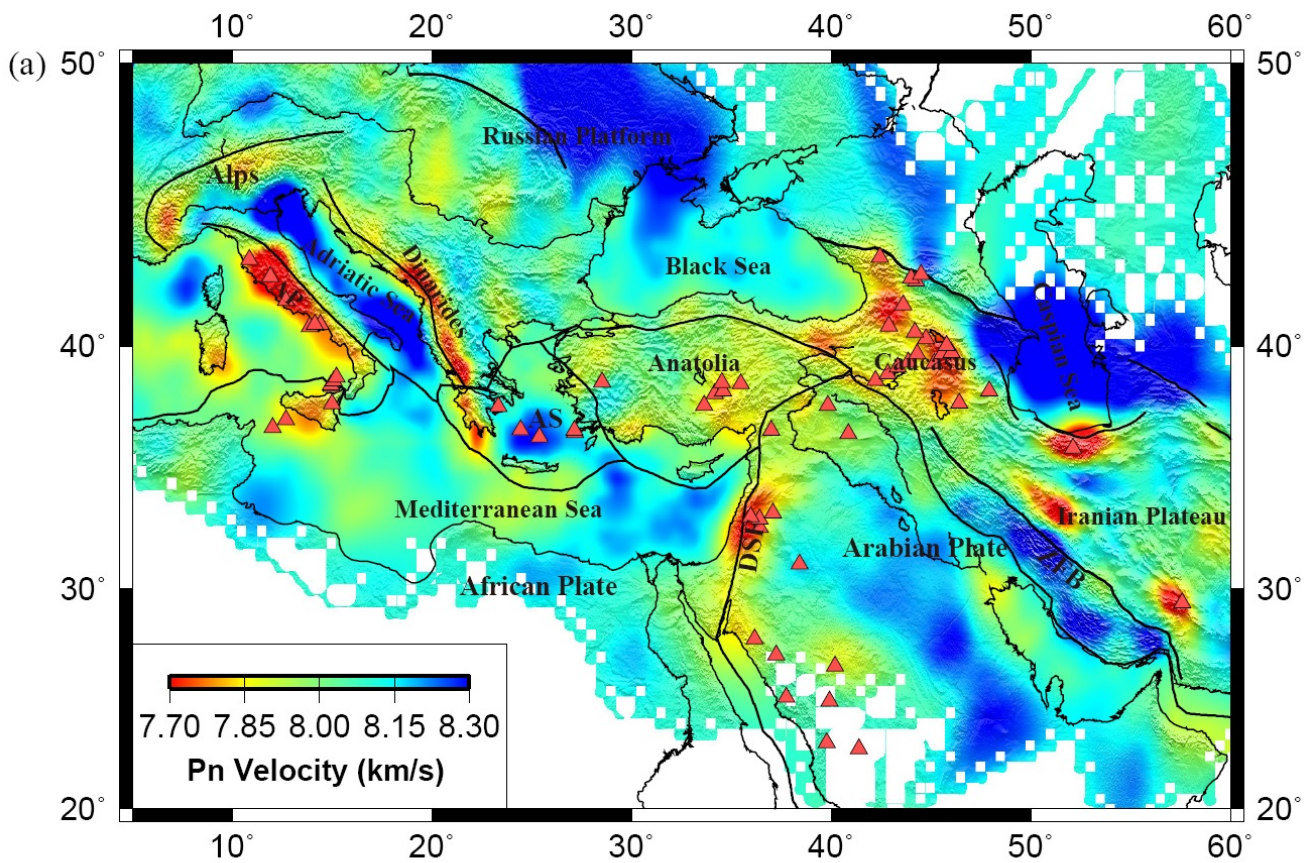 (a)
10° 20° 30° 40° 50° 60°
50° 50°
Russian Platform
Alps
Adriatic Sea
Dinarides
Black Sea
AP
Caspian Sea
40° 40°
Anatolia
Caucasus
AS
Mediterranean Sea
Iranian Plateau
DSF
Arabian Plate
ZFB
African Plate
30° 30°
7.70 7.85 8.00 8.15 8.30
Pn Velocity (km/s)
20° 20°
10° 20° 30° 40° 50° 60°